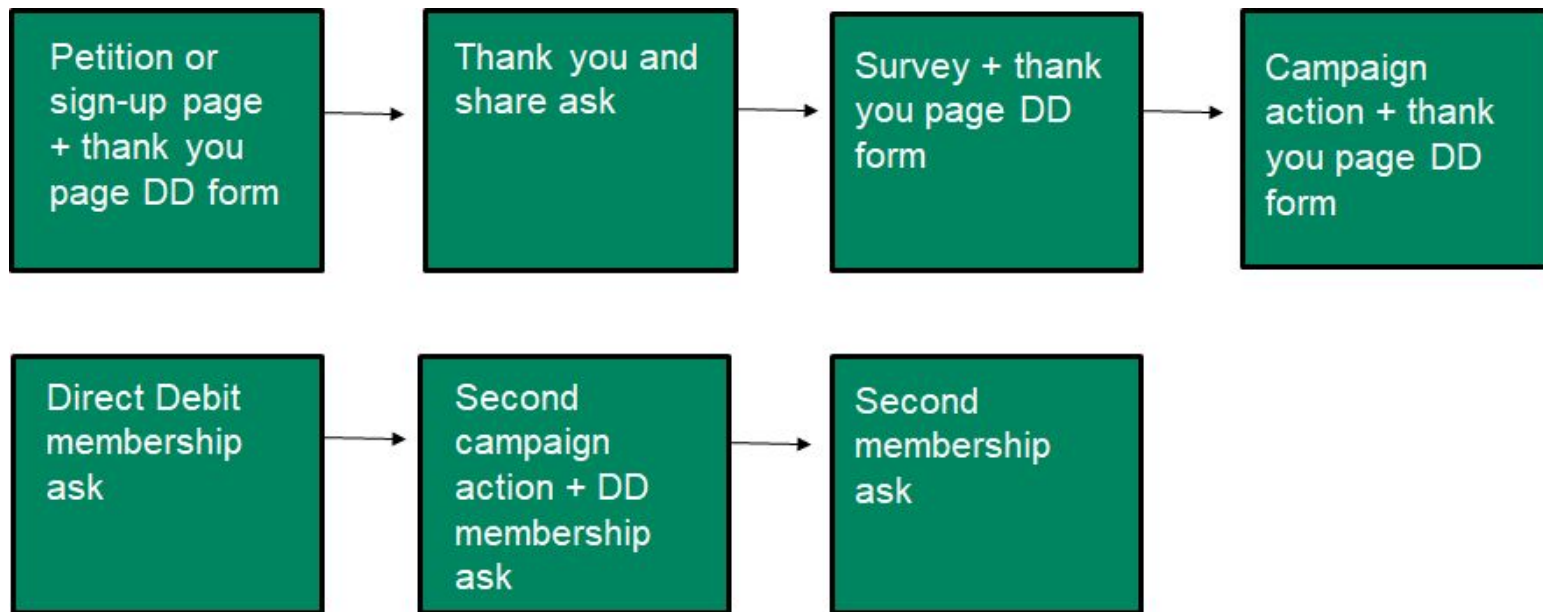 Petition or
sign-up page
+ thank you
page DD form
Thank you and
share ask
Survey + thank
you page DD
form
Campaign
action + thank
you page DD
form
Direct Debit
membership
ask
Second
campaign
action + DD
membership
ask
Second
membership
ask